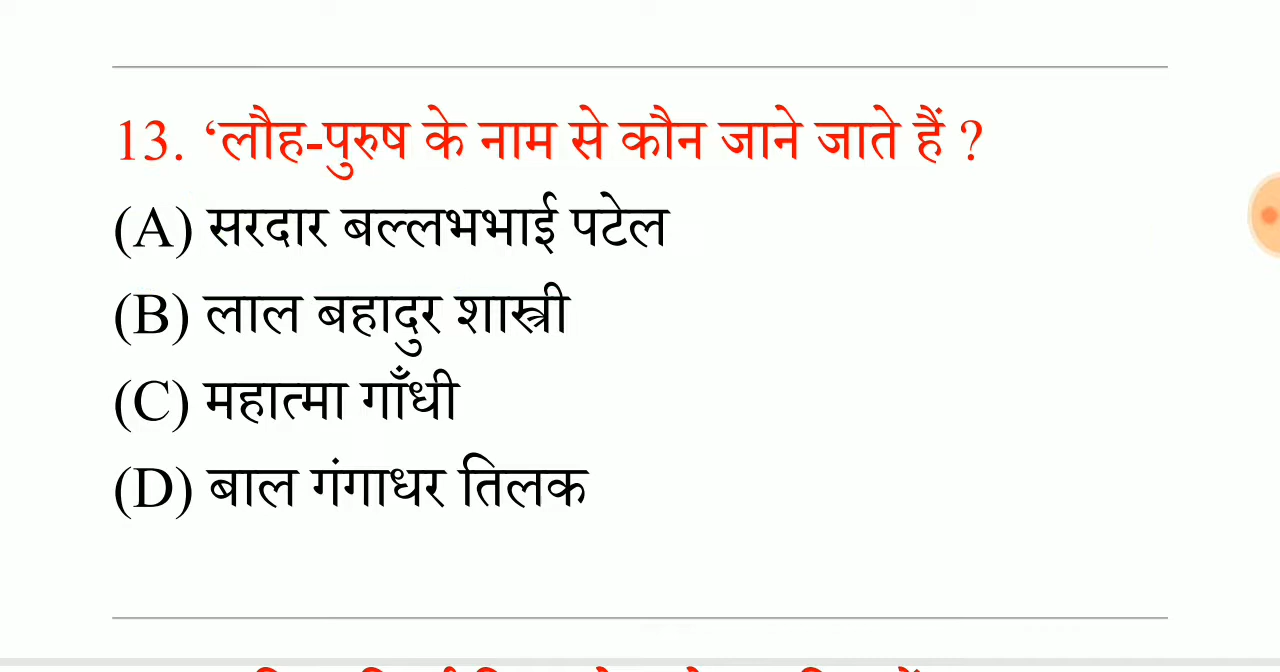 13. ‘लौह-पुरुष के नाम से कौन जाने जाते हैं ?
(A) सरदार बल्लभभाई पटेल
(B) लाल बहादुर शास्त्री
(C) महात्मा गाँधी
(D) बाल गंगाधर तिलक